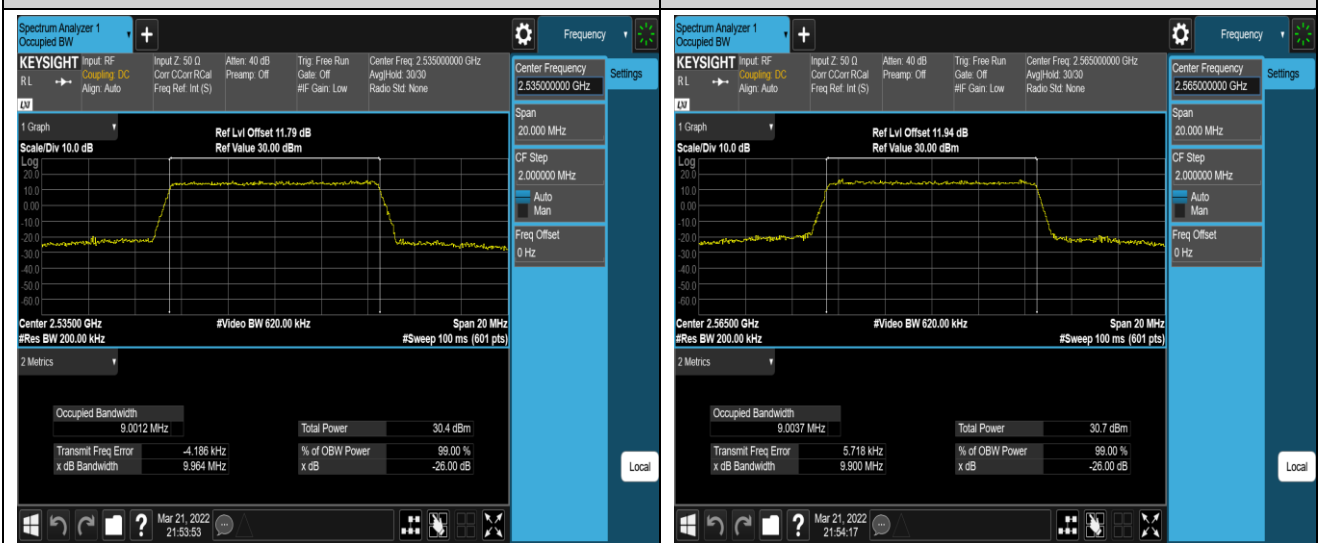 Spectrum Analyzer 1
Occupied BW
+
Frequency
KEYSIGHT
RL
LXI
Input: RF
Coupling: DC
Align: Auto
Input Z: 50 Ω
Corr CCorr RCal
Freq Ref: Int (S)
Atten: 40 dB
Preamp: Off
Trig: Free Run
Gate: Off
#IF Gain: Low
Center Freq: 2.535000000 GHz
Avg|Hold: 30/30
Radio Std: None
Center Frequency
2.535000000 GHz
Settings
Span
20.000 MHz
CF Step
2.000000 MHz
Auto
Man
Freq Offset
0 Hz
Local
1 Graph
Scale/Div 10.0 dB
Ref Lvl Offset 11.79 dB
Ref Value 30.00 dBm
Log
20.0
10.0
0.00
-10.0
-20.0
-30.0
-40.0
-50.0
-60.0
Center 2.53500 GHz
#Video BW 620.00 kHz
Span 20 MHz
#Res BW 200.00 kHz
#Sweep 100 ms (601 pts)
2 Metrics
Occupied Bandwidth
9.0012 MHz
Total Power 30.4 dBm
Transmit Freq Error -4.186 kHz
% of OBW Power 99.00 %
x dB Bandwidth 9.964 MHz
x dB -26.00 dB
?
Mar 21, 2022
21:53:53
Spectrum Analyzer 1
Occupied BW
+
Frequency
KEYSIGHT
RL
LXI
Input: RF
Coupling: DC
Align: Auto
Input Z: 50 Ω
Corr CCorr RCal
Freq Ref: Int (S)
Atten: 40 dB
Preamp: Off
Trig: Free Run
Gate: Off
#IF Gain: Low
Center Freq: 2.565000000 GHz
Avg|Hold: 30/30
Radio Std: None
Center Frequency
2.565000000 GHz
Settings
Span
20.000 MHz
CF Step
2.000000 MHz
Auto
Man
Freq Offset
0 Hz
Local
1 Graph
Scale/Div 10.0 dB
Ref Lvl Offset 11.94 dB
Ref Value 30.00 dBm
Log
20.0
10.0
0.00
-10.0
-20.0
-30.0
-40.0
-50.0
-60.0
Center 2.56500 GHz
#Video BW 620.00 kHz
Span 20 MHz
#Res BW 200.00 kHz
#Sweep 100 ms (601 pts)
2 Metrics
Occupied Bandwidth
9.0037 MHz
Total Power 30.7 dBm
Transmit Freq Error 5.718 kHz
% of OBW Power 99.00 %
x dB Bandwidth 9.900 MHz
x dB -26.00 dB
?
Mar 21, 2022
21:54:17